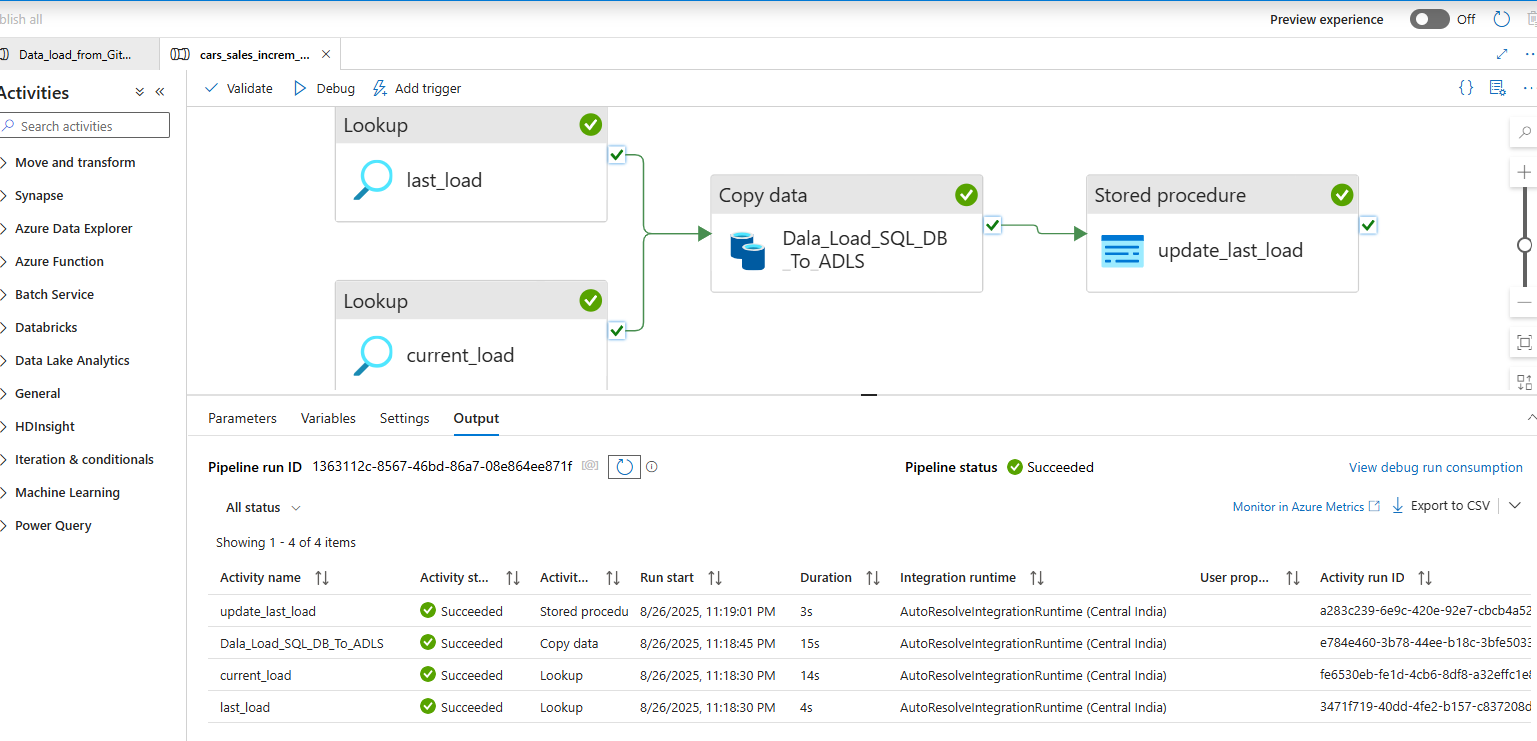 blish all
Preview experience Off
Data_load_from_Git... cars_sales_increm_...
Activities
Validate Debug Add trigger
Search activities
Move and transform
Synapse
Azure Data Explorer
Azure Function
Batch Service
Databricks
Data Lake Analytics
General
HDInsight
Iteration & conditionals
Machine Learning
Power Query
Lookup
last_load
Lookup
current_load
Copy data
Dala_Load_SQL_DB
_To_ADLS
Stored procedure
update_last_load
Parameters Variables Settings Output
Pipeline run ID 1363112c-8567-46bd-86a7-08e864ee871f Pipeline status Succeeded View debug run consumption
All status Monitor in Azure Metrics Export to CSV
Showing 1 - 4 of 4 items
Activity name Activity st... Activit... Run start Duration Integration runtime User prop... Activity run ID
update_last_load Succeeded Stored procedu 8/26/2025, 11:19:01 PM 3s AutoResolveIntegrationRuntime (Central India) a283c239-6e9c-420e-92e7-cbcb4a52
Dala_Load_SQL_DB_To_ADLS Succeeded Copy data 8/26/2025, 11:18:45 PM 15s AutoResolveIntegrationRuntime (Central India) e784e460-3b78-44ee-b18c-3bfe5033
current_load Succeeded Lookup 8/26/2025, 11:18:30 PM 14s AutoResolveIntegrationRuntime (Central India) fe6530eb-fe1d-4cb6-8df8-a32effc1e8
last_load Succeeded Lookup 8/26/2025, 11:18:30 PM 4s AutoResolveIntegrationRuntime (Central India) 3471f719-40dd-4fe2-b157-c837208d